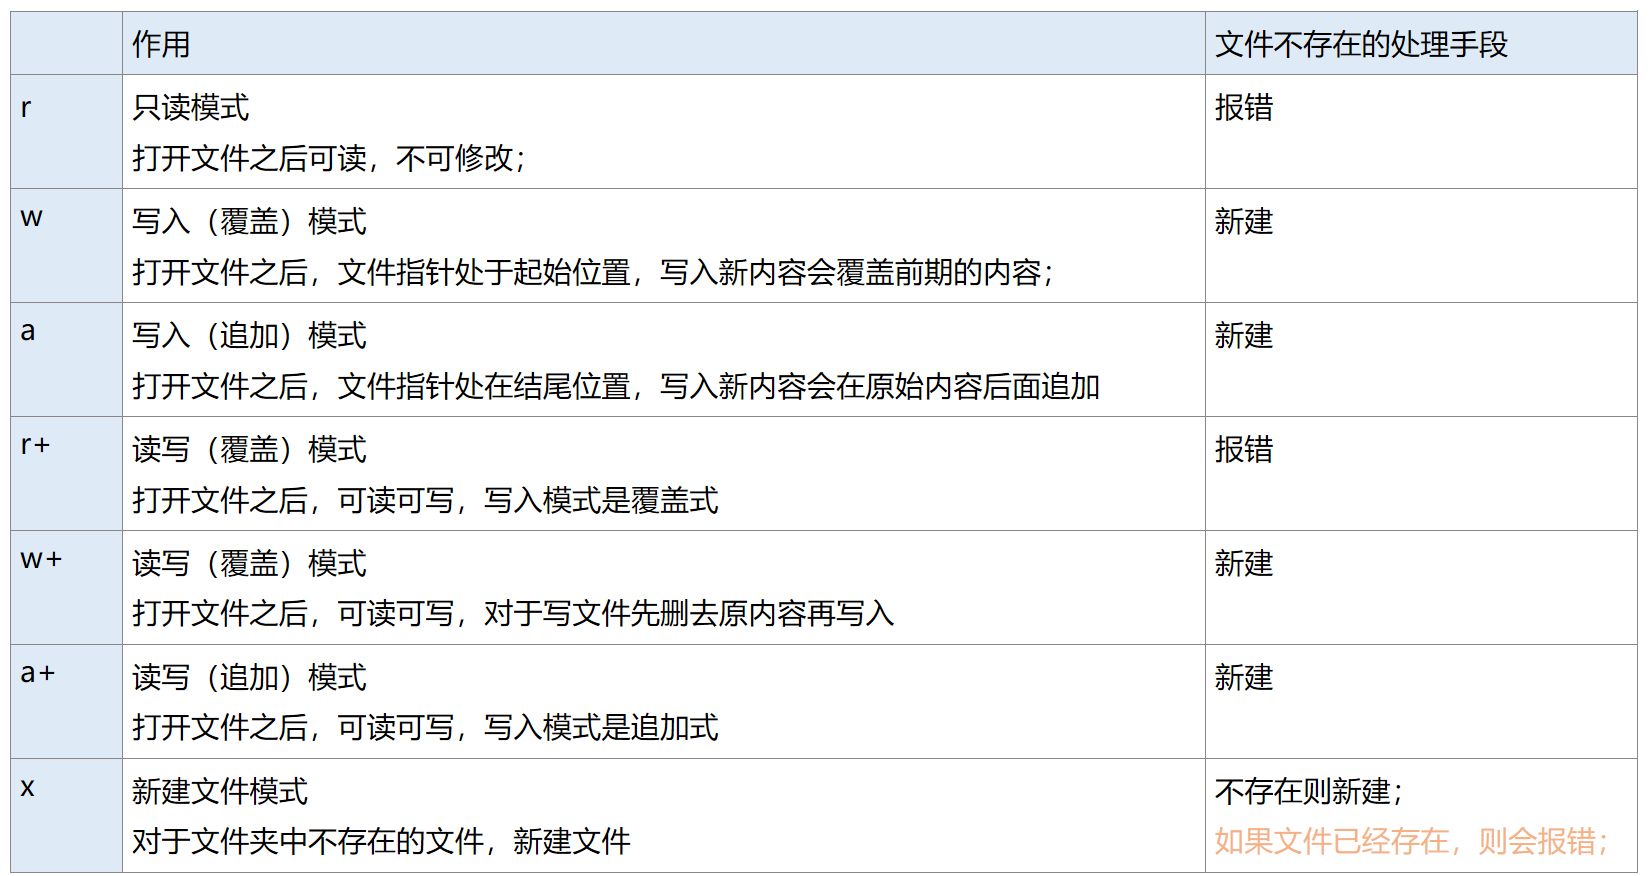 作用
文件不存在的处理手段
r
只读模式
报错
打开文件之后可读，不可修改；
w
写入（覆盖）模式
新建
打开文件之后，文件指针处于起始位置，写入新内容会覆盖前期的内容；
a
写入（追加）模式
新建
打开文件之后，文件指针处在结尾位置，写入新内容会在原始内容后面追加
r+
读写（覆盖）模式
报错
打开文件之后，可读可写，写入模式是覆盖式
w+
读写（覆盖）模式
新建
打开文件之后，可读可写，对于写文件先删去原内容再写入
a+
读写（追加）模式
新建
打开文件之后，可读可写，写入模式是追加式
x
新建文件模式
不存在则新建；
对于文件夹中不存在的文件，新建文件
如果文件已经存在，则会报错；